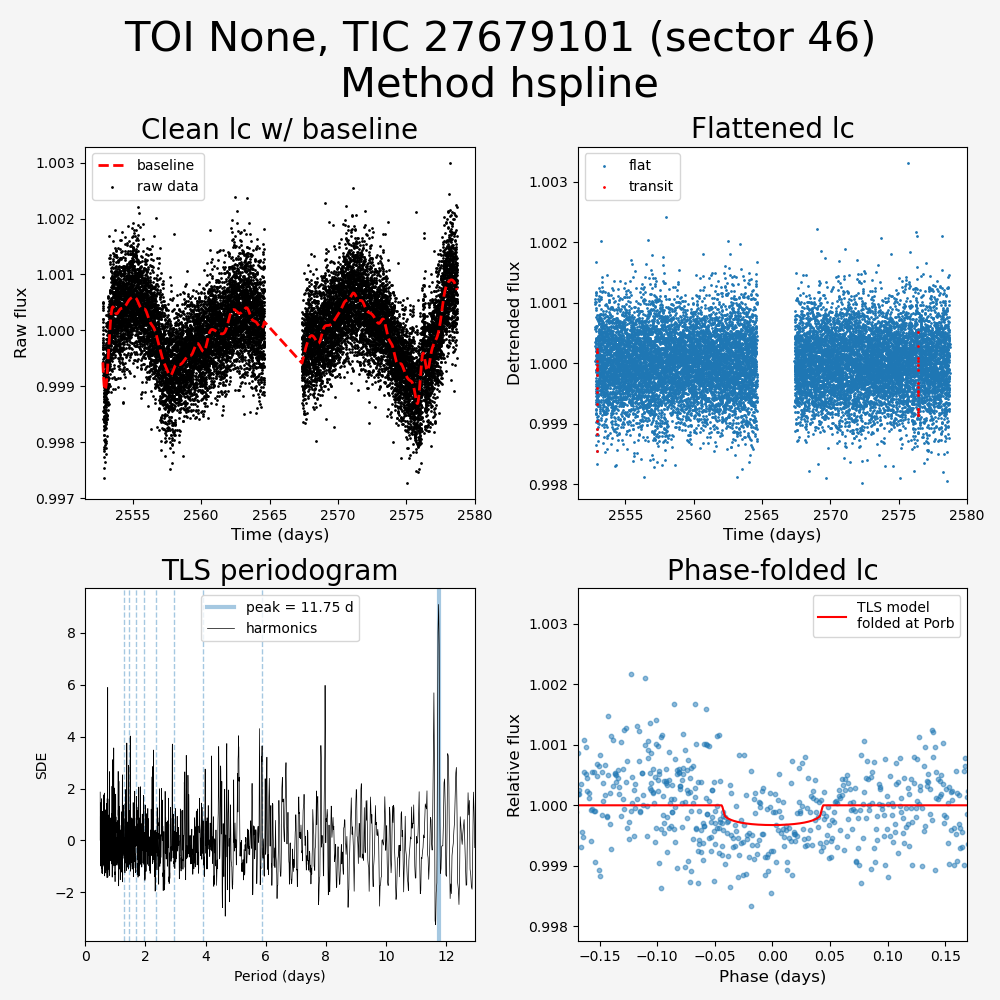 TOI None, TIC 27679101 (sector 46)
Method hspline
Clean lc w/ baseline
Flattened lc
baseline
raw data
flat
transit
Raw flux
1.003
1.002
1.001
1.000
0.999
0.998
0.997
2555 2560 2565 2570 2575 2580
Time (days)
Detrended flux
1.003
1.002
1.001
1.000
0.999
0.998
2555 2560 2565 2570 2575 2580
Time (days)
TLS periodogram
Phase-folded lc
peak = 11.75 d
harmonics
SDE
8
6
4
2
0
−2
0 2 4 6 8 10 12
Period (days)
TLS model
folded at Porb
Relative flux
1.003
1.002
1.001
1.000
0.999
0.998
−0.15 −0.10 −0.05 0.00 0.05 0.10 0.15
Phase (days)